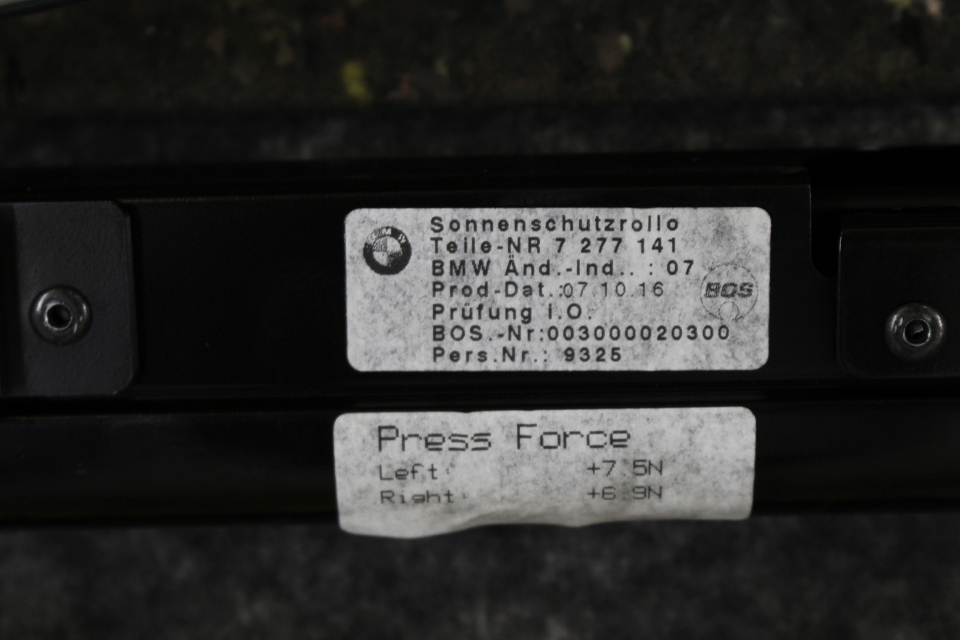 BMW
Sonnenschutzrollo
Teile-NR 7 277 141
BMW Änd.-Ind.. : 07
Prod-Dat.:07.10.16
BOS
Prüfung I.O.
BOS.-Nr:003000020300
Pers.Nr.: 9325
Press Force
Left: +7.5N
Right: +6.9N